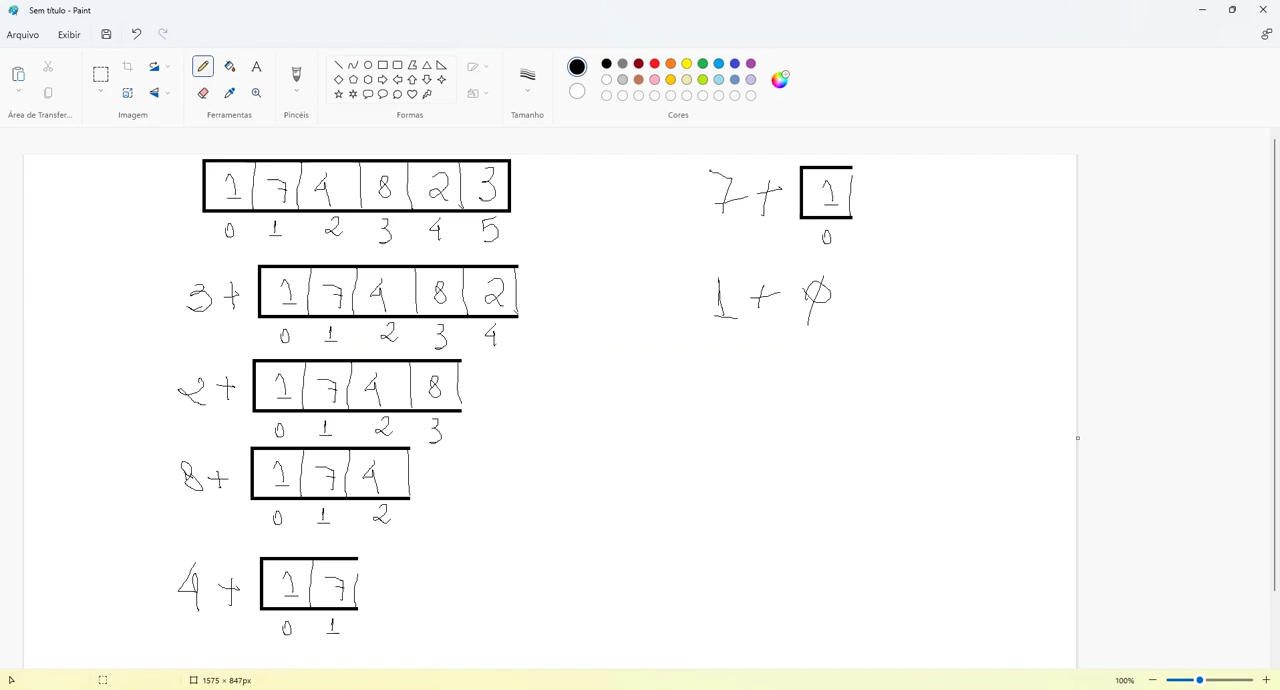 Sem título - Paint
Arquivo Exibir
A
Área de Transfer... Imagem Ferramentas Pincéis Formas Tamanho Cores
1 7 4 8 2 3
0 1 2 3 4 5
3+ 1 7 4 8 2
0 1 2 3 4
2+ 1 7 4 8
0 1 2 3
8+ 1 7 4
0 1 2
4+ 1 7
0 1
7+ 1
0
1+ ϕ
1575 × 847px 100%